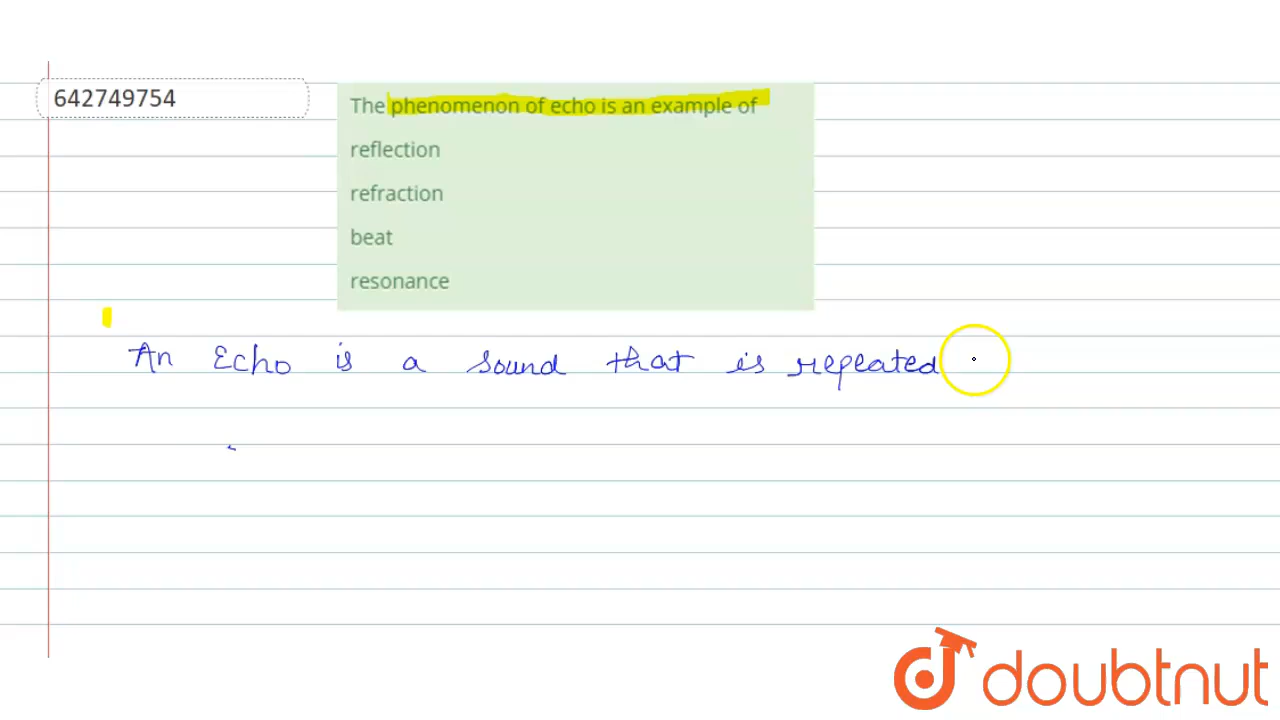 642749754
The phenomenon of echo is an example of
reflection
refraction
beat
resonance
An Echo is a sound that is repeated
doubtnut